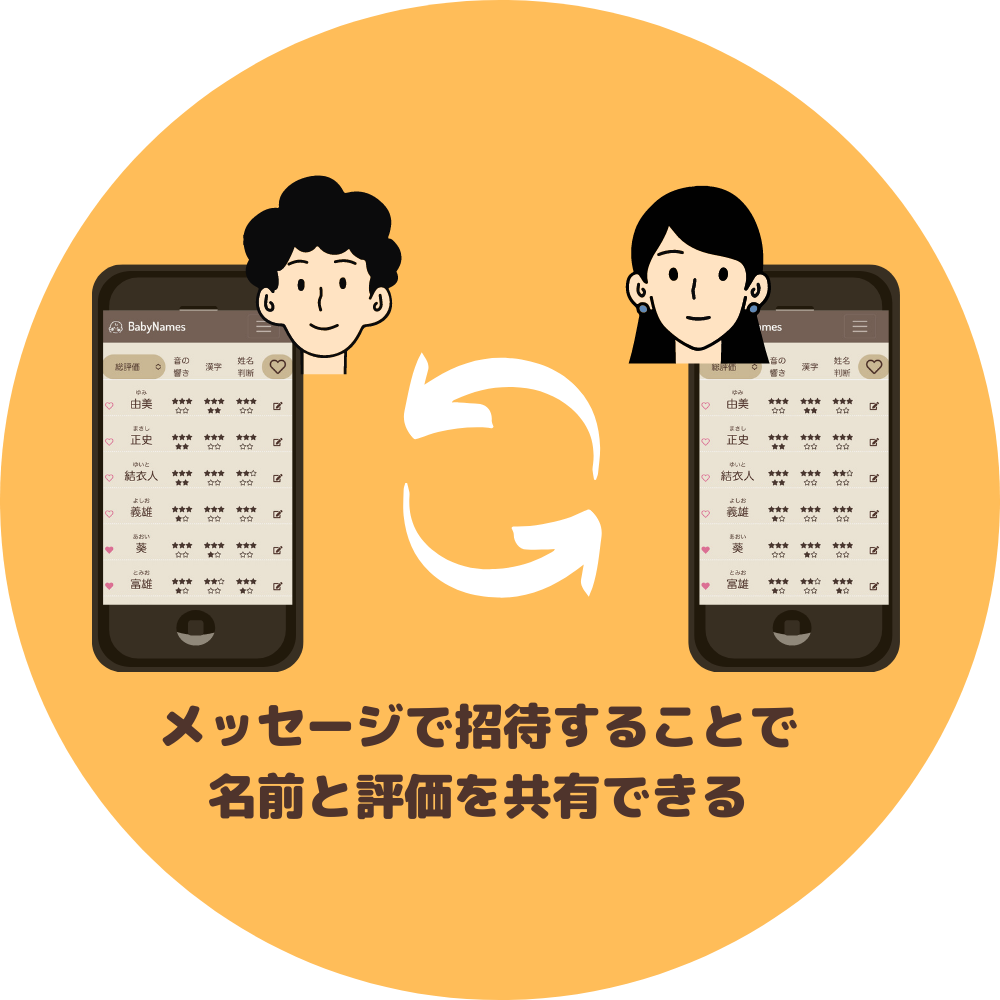 BabyNames
総評価 音の響き 漢字 姓名判断
ゆみ
由美 ★★★☆☆ ★★★★★ ★★★☆☆
まさし
正史 ★★★★★ ★★★☆☆ ★★★☆☆
ゆいと
結衣人 ★★★★★ ★★★☆☆ ★★☆☆☆
よしお
義雄 ★★★★☆ ★★★☆☆ ★★★☆☆
あおい
葵 ★★★☆☆ ★★★★☆ ★★★☆☆
とみお
富雄 ★★★★☆ ★★☆☆☆ ★★★★☆
ames
総評価 音の響き 漢字 姓名判断
ゆみ
由美 ★★★☆☆ ★★★★★ ★★★☆☆
まさし
正史 ★★★★★ ★★★☆☆ ★★★☆☆
ゆいと
結衣人 ★★★★★ ★★★☆☆ ★★☆☆☆
よしお
義雄 ★★★★☆ ★★★☆☆ ★★★☆☆
あおい
葵 ★★★☆☆ ★★★★☆ ★★★☆☆
とみお
富雄 ★★★★☆ ★★☆☆☆ ★★★★☆
メッセージで招待することで
名前と評価を共有できる